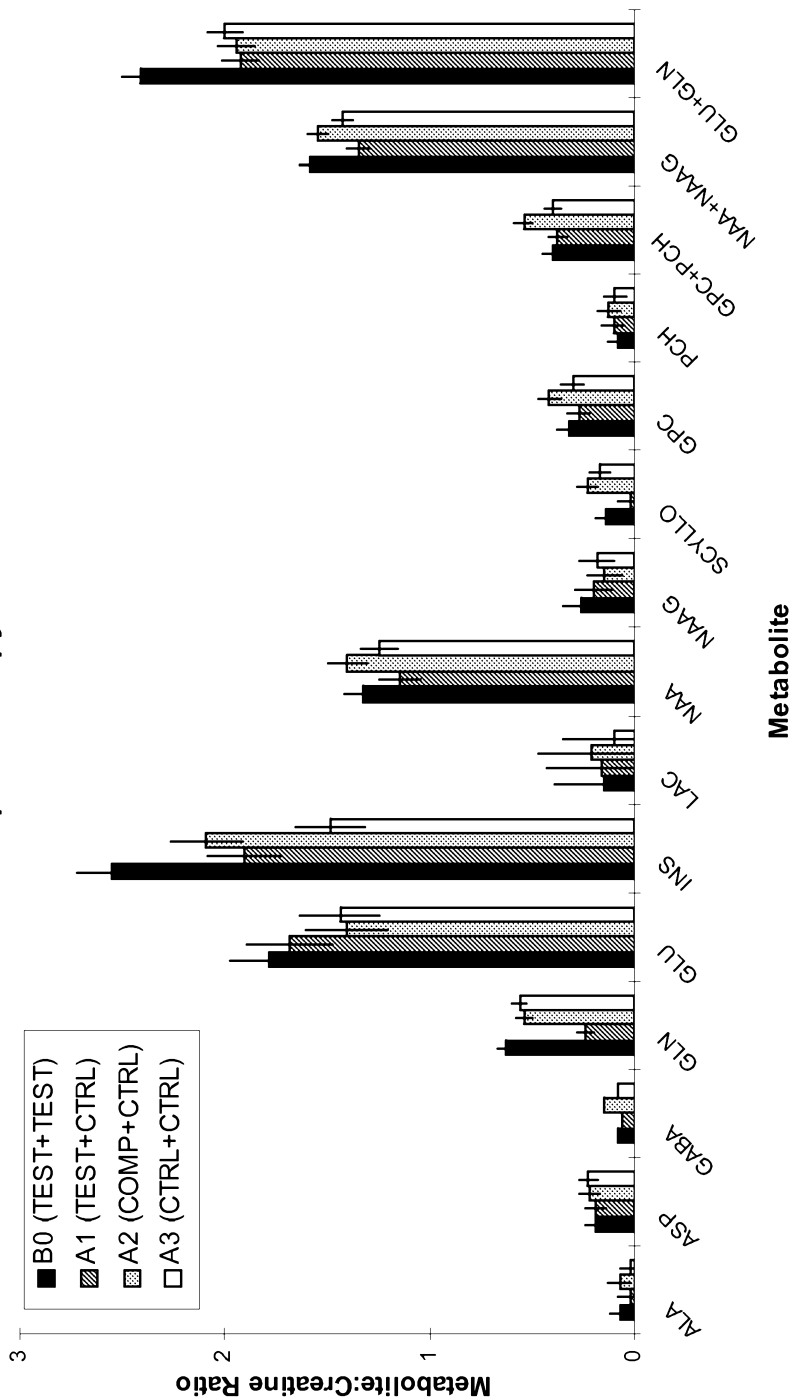 3
2
1
0
Metabolite:Creatine Ratio
B0 (TEST+TEST)
A1 (TEST+CTRL)
A2 (COMP+CTRL)
A3 (CTRL+CTRL)
ALA
ASP
GABA
GLN
GLU
INS
LAC
NAA
NAAG
SCYLLO
GPC
PCH
GPC+PCH
NAA+NAAG
GLU+GLN
Metabolite